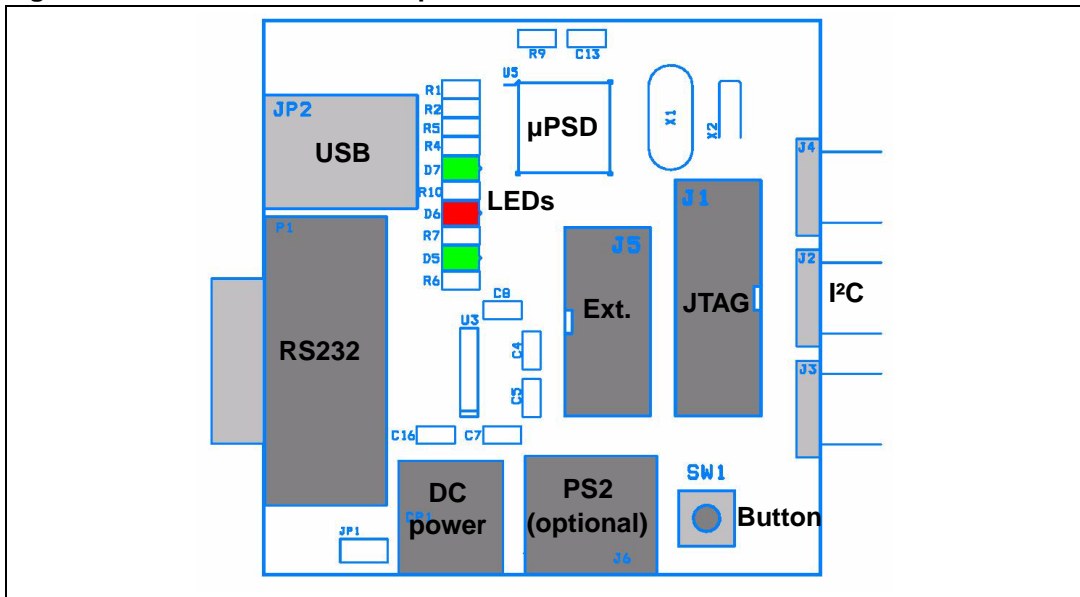 R9
C13
U5
R1
R2
R5
R4
D7
R10
D6
R7
D5
R6
JP2
USB
µPSD
X1
X2
LEDs
J4
J1
J2
I²C
J5
JTAG
Ext.
P1
RS232
C8
U3
C4
C5
J3
C16
C7
SW1
DC
power
PS2
(optional)
Button
JP1
J6